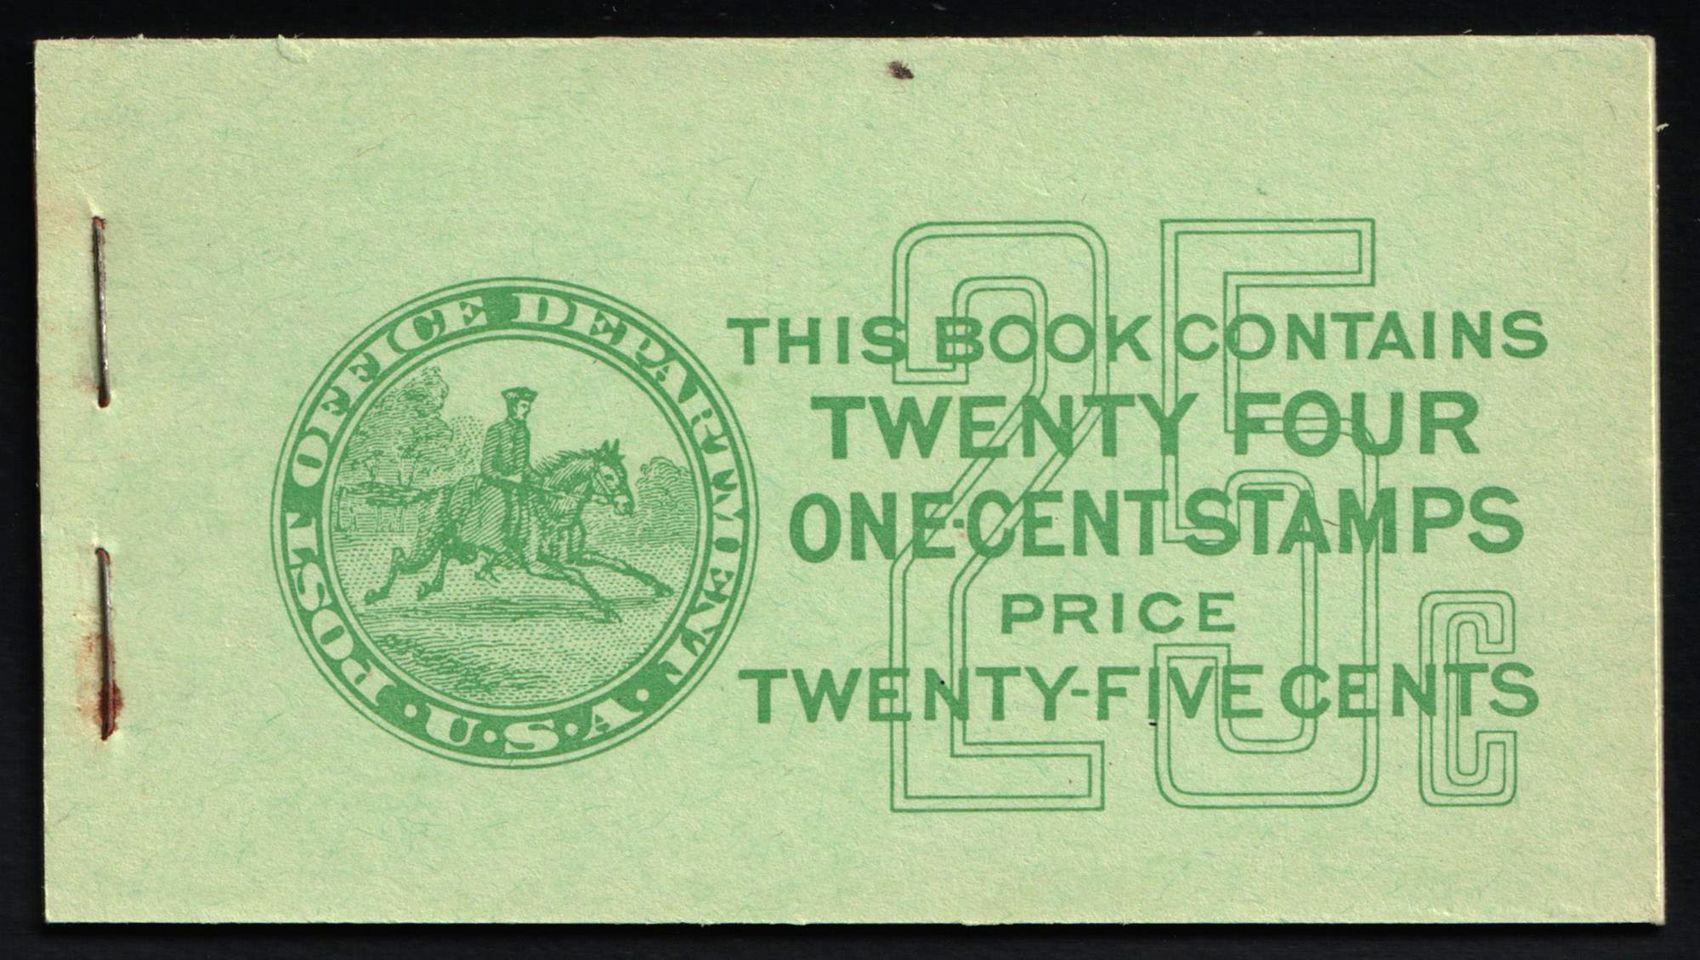 POST OFFICE DEPARTMENT
·U·S·A·
25c
THIS BOOK CONTAINS
TWENTY FOUR
ONE-CENT STAMPS
PRICE
TWENTY-FIVE CENTS